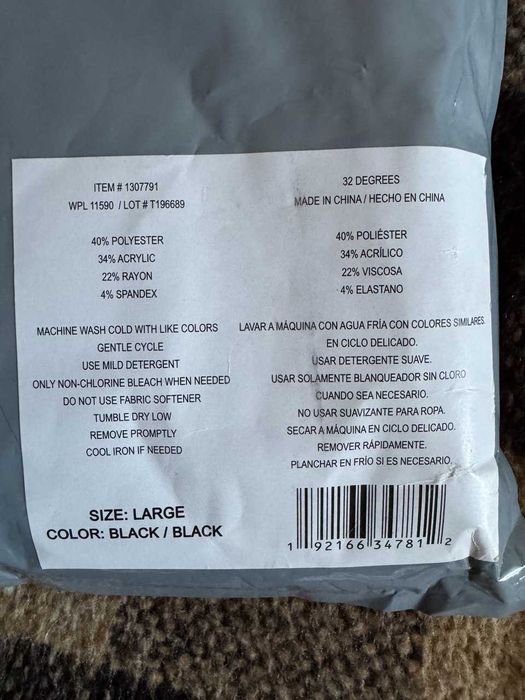 ITEM # 1307791
WPL 11590 / LOT # T196689
40% POLYESTER
34% ACRYLIC
22% RAYON
4% SPANDEX
MACHINE WASH COLD WITH LIKE COLORS
GENTLE CYCLE
USE MILD DETERGENT
ONLY NON-CHLORINE BLEACH WHEN NEEDED
DO NOT USE FABRIC SOFTENER
TUMBLE DRY LOW
REMOVE PROMPTLY
COOL IRON IF NEEDED
SIZE: LARGE
COLOR: BLACK / BLACK
32 DEGREES
MADE IN CHINA / HECHO EN CHINA
40% POLIÉSTER
34% ACRÍLICO
22% VISCOSA
4% ELASTANO
LAVAR A MÁQUINA CON AGUA FRÍA CON COLORES SIMILARES.
EN CICLO DELICADO.
USAR DETERGENTE SUAVE.
USAR SOLAMENTE BLANQUEADOR SIN CLORO
CUANDO SEA NECESARIO.
NO USAR SUAVIZANTE PARA ROPA.
SECAR A MÁQUINA EN CICLO DELICADO.
REMOVER RÁPIDAMENTE.
PLANCHAR EN FRÍO SI ES NECESARIO.
1 92166 34781 2